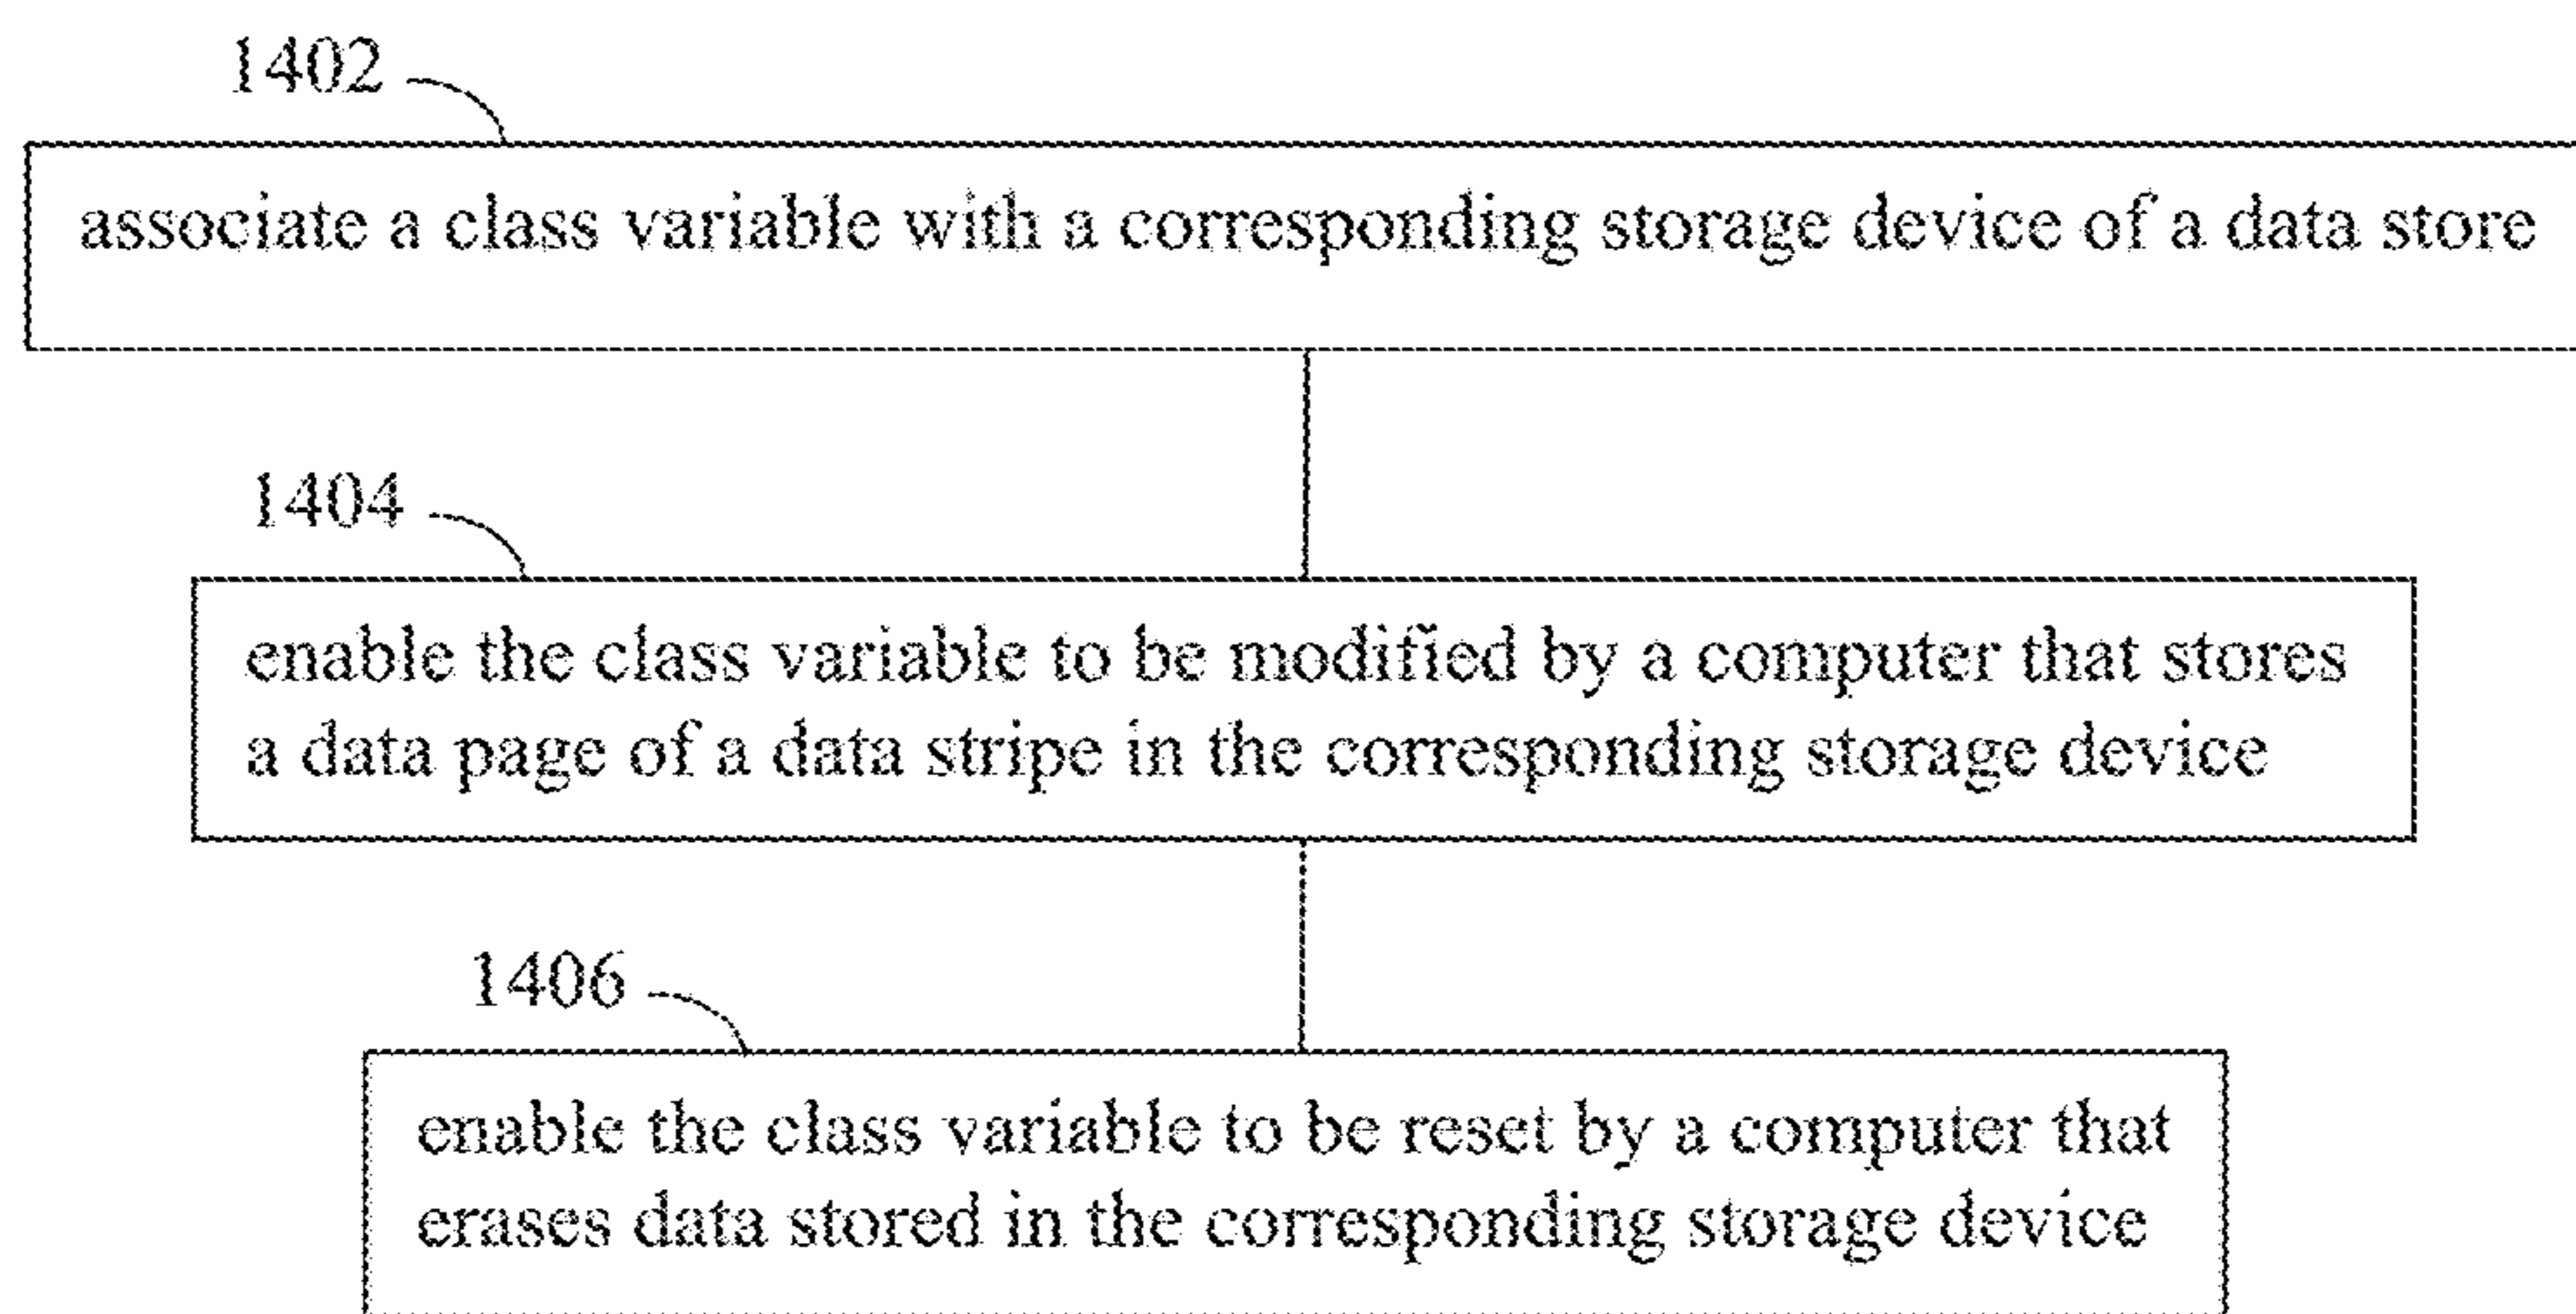 1402
associate a class variable with a corresponding storage device of a data store
1404
enable the class variable to be modified by a computer that stores
a data page of a data stripe in the corresponding storage device
1406
enable the class variable to be reset by a computer that
erases data stored in the corresponding storage device